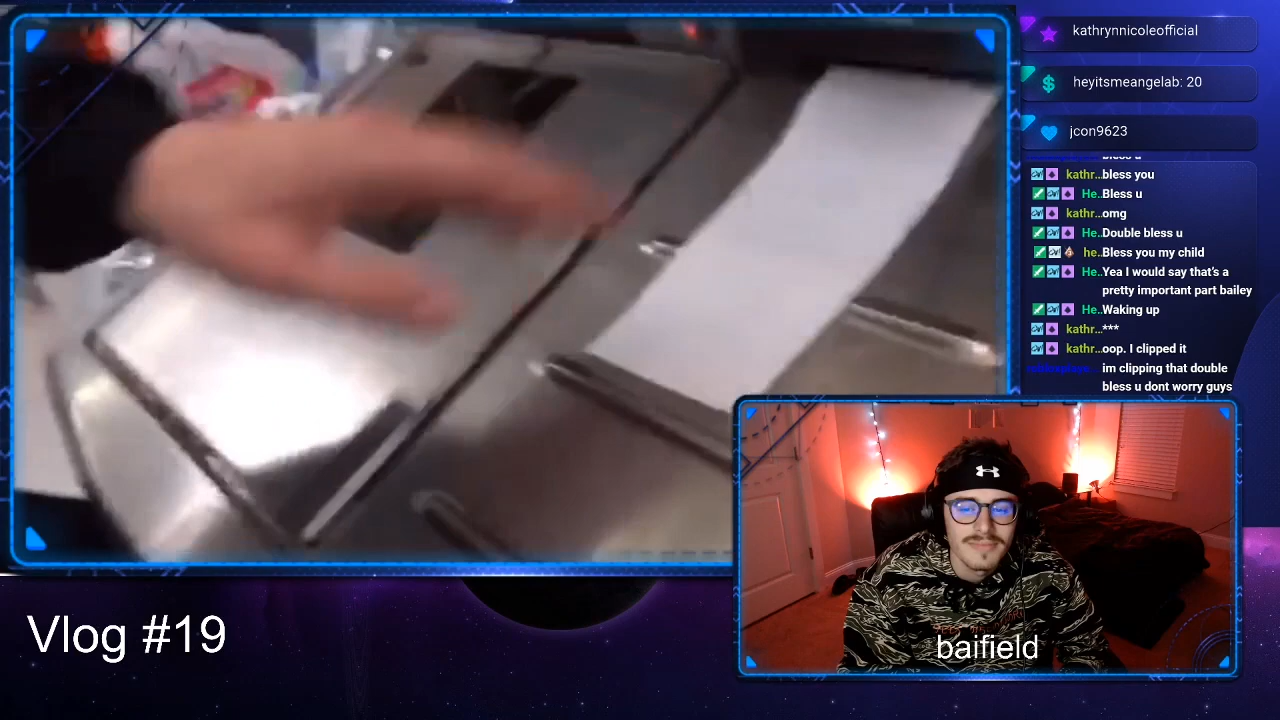 kathrynnicoleofficial
heyitsmeangelab: 20
jcon9623
bless u
kathr...bless you
He..Bless u
kathr...omg
He..Double bless u
he..Bless you my child
He..Yea I would say that's a
pretty important part bailey
He..Waking up
kathr...***
kathr...oop. I clipped it
im clipping that double
bless u dont worry guys
Vlog #19
baifield